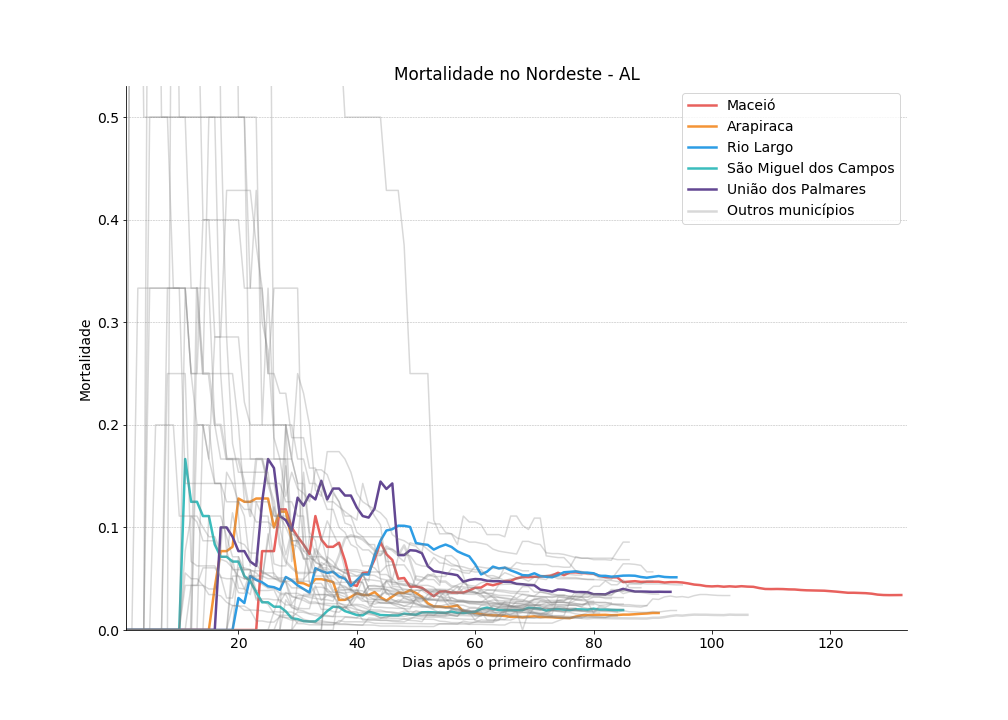 Mortalidade no Nordeste - AL
Maceió
Arapiraca
Rio Largo
São Miguel dos Campos
União dos Palmares
Outros municípios
Mortalidade
0.5
0.4
0.3
0.2
0.1
0.0
20 40 60 80 100 120
Dias após o primeiro confirmado